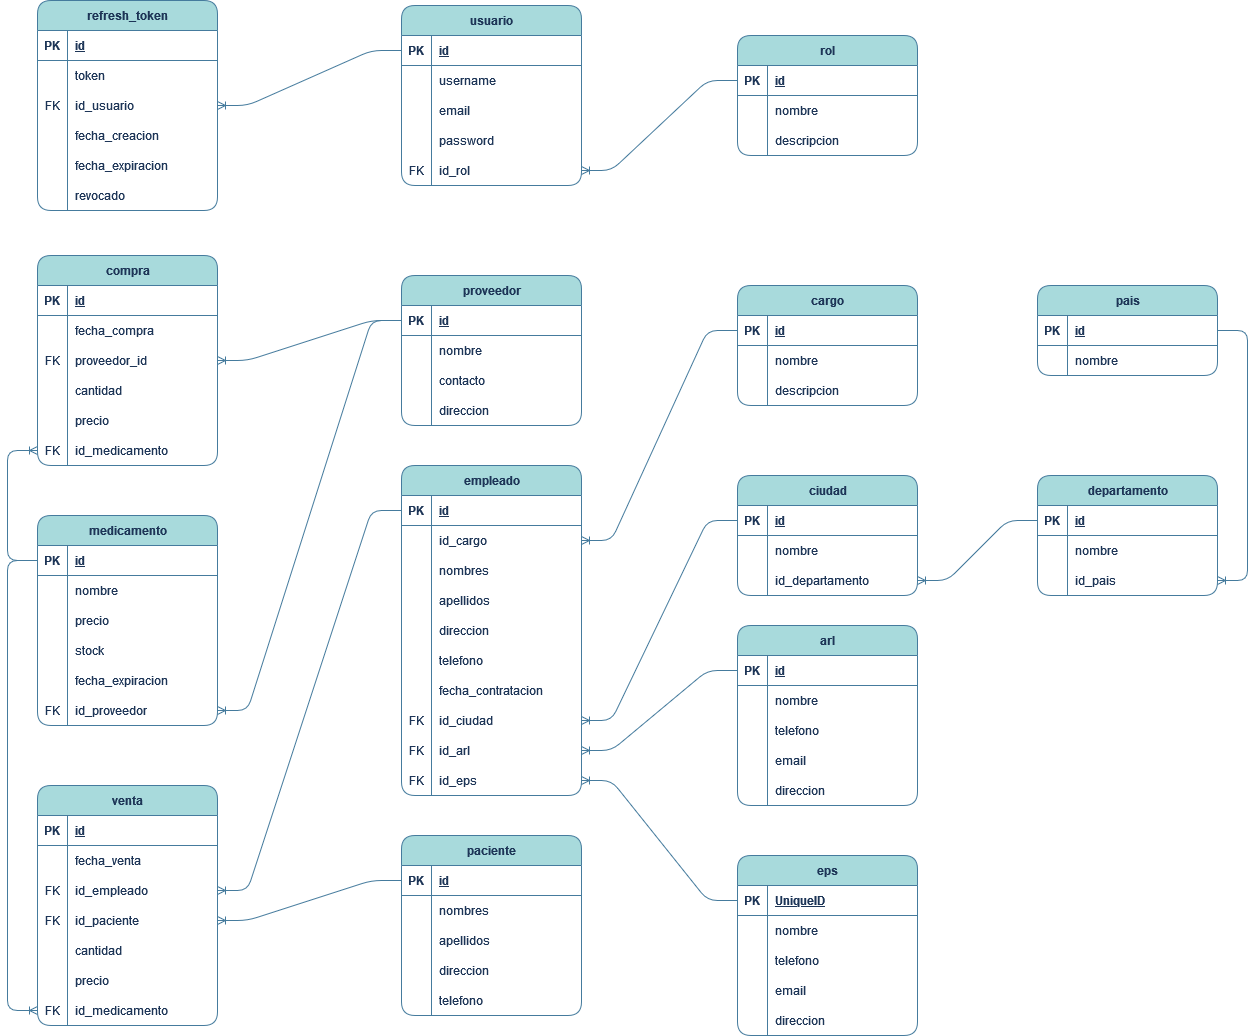 refresh_token
PK id
token
FK id_usuario
fecha_creacion
fecha_expiracion
revocado
usuario
PK id
username
email
password
FK id_rol
rol
PK id
nombre
descripcion
compra
PK id
fecha_compra
FK proveedor_id
cantidad
precio
FK id_medicamento
proveedor
PK id
nombre
contacto
direccion
cargo
PK id
nombre
descripcion
pais
PK id
nombre
medicamento
PK id
nombre
precio
stock
fecha_expiracion
FK id_proveedor
empleado
PK id
id_cargo
nombres
apellidos
direccion
telefono
fecha_contratacion
FK id_ciudad
FK id_arl
FK id_eps
ciudad
PK id
nombre
id_departamento
departamento
PK id
nombre
id_pais
arl
PK id
nombre
telefono
email
direccion
venta
PK id
fecha_venta
FK id_empleado
FK id_paciente
cantidad
precio
FK id_medicamento
paciente
PK id
nombres
apellidos
direccion
telefono
eps
PK UniqueID
nombre
telefono
email
direccion